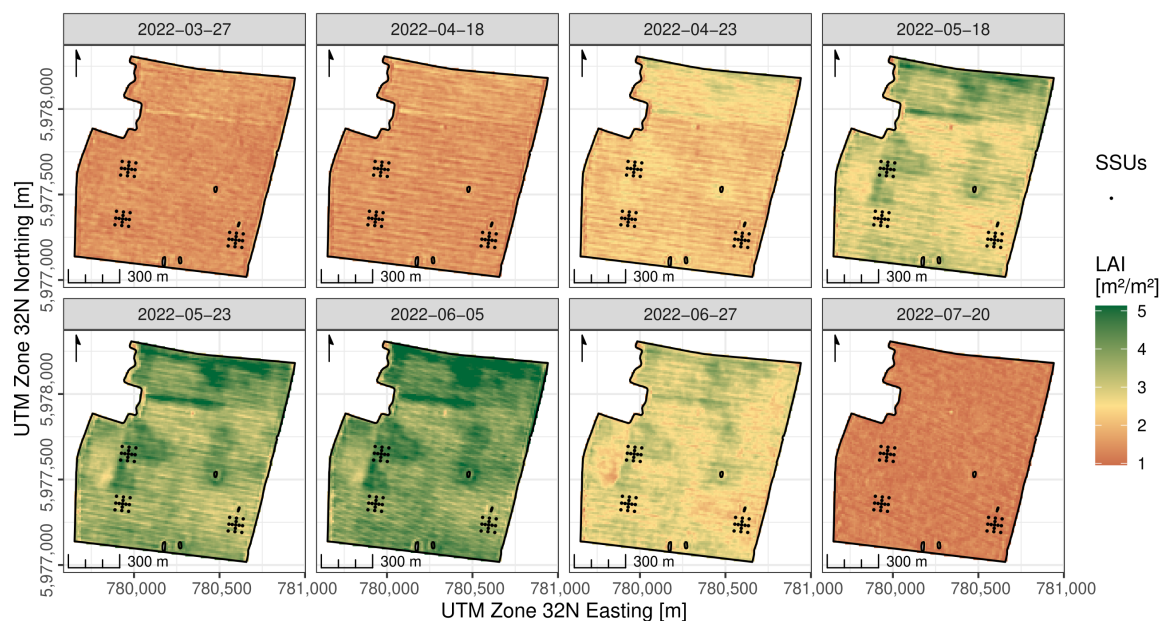 2022−03−27
2022−04−18
2022−04−23
2022−05−18
5,978,000
5,977,500
5,977,000
300 m
300 m
300 m
300 m
UTM Zone 32N Northing [m]
SSUs
LAI
[m²/m²]
5
4
3
2
1
2022−05−23
2022−06−05
2022−06−27
2022−07−20
5,978,000
5,977,500
5,977,000
300 m
300 m
300 m
300 m
780,000 780,500 781,000
780,000 780,500 781,000
780,000 780,500 781,000
780,000 780,500 781,000
UTM Zone 32N Easting [m]